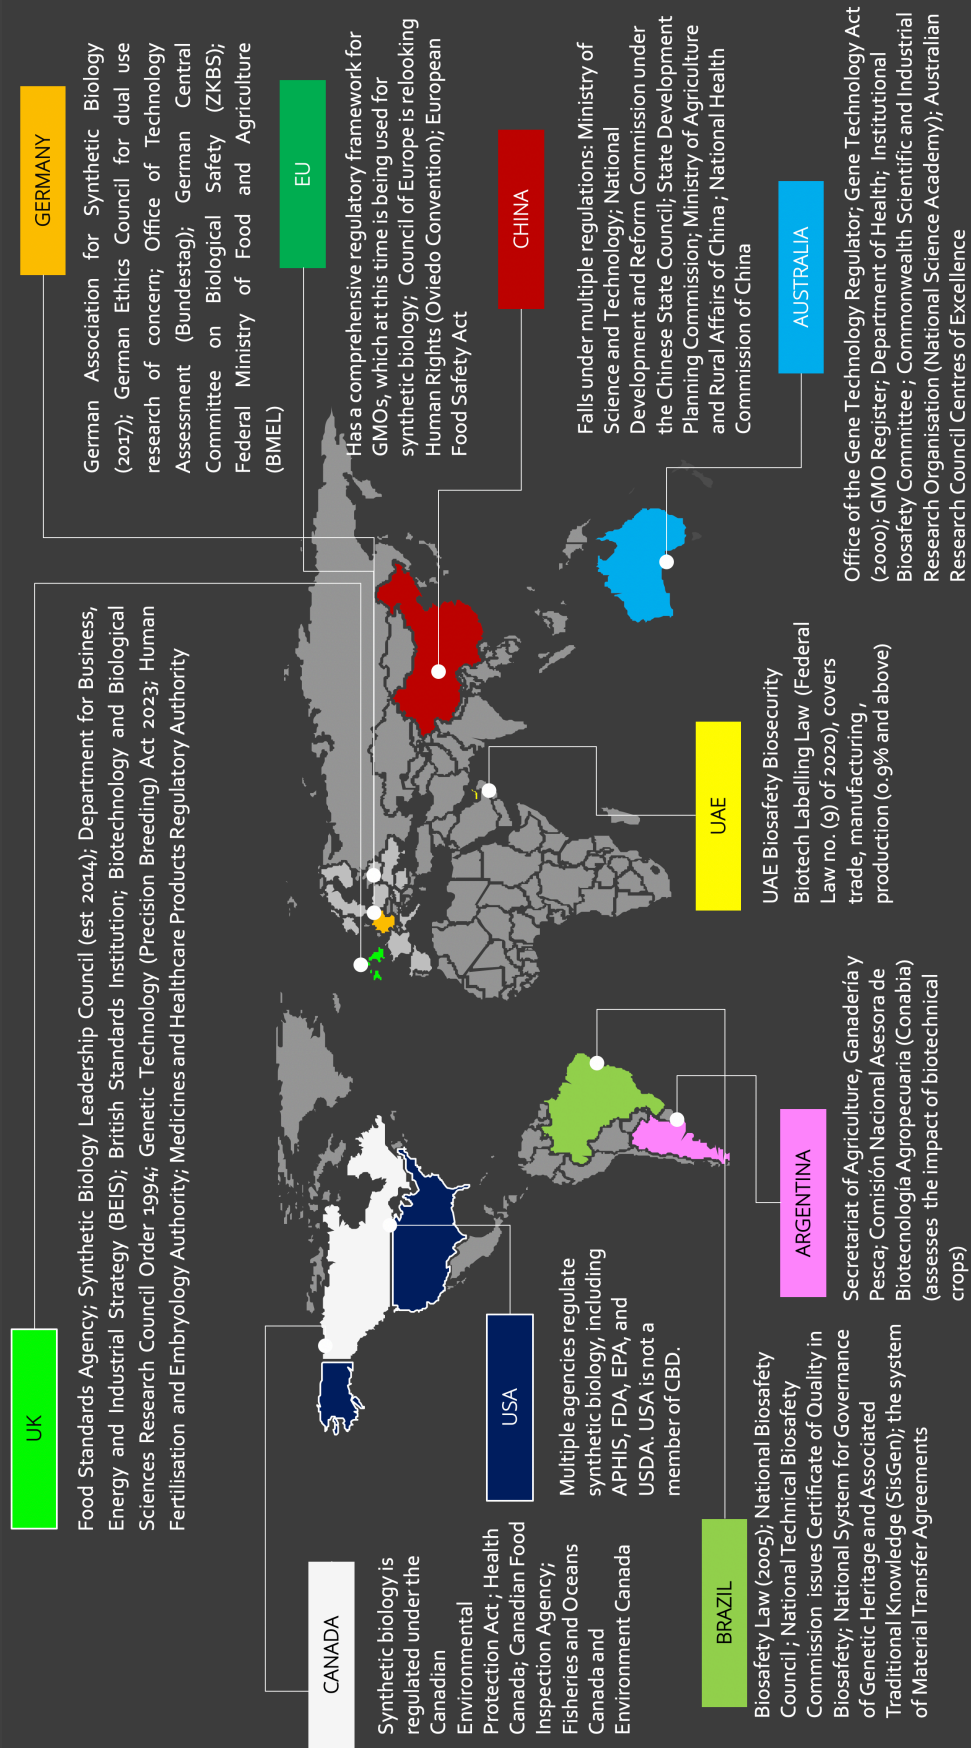 UK
Food Standards Agency; Synthetic Biology Leadership Council (est 2014); Department for Business,
Energy and Industrial Strategy (BEIS); British Standards Institution; Biotechnology and Biological
Sciences Research Council Order 1994; Genetic Technology (Precision Breeding) Act 2023; Human
Fertilisation and Embryology Authority; Medicines and Healthcare Products Regulatory Authority
GERMANY
German Association for Synthetic Biology
(2017); German Ethics Council for dual use
research of concern; Office of Technology
Assessment (Bundestag); German Central
Committee on Biological Safety (ZKBS);
Federal Ministry of Food and Agriculture
(BMEL)
EU
Has a comprehensive regulatory framework for
GMOs, which at this time is being used for
synthetic biology; Council of Europe is relooking
Human Rights (Oviedo Convention); European
Food Safety Act
CANADA
Synthetic biology is
regulated under the
Canadian
Environmental
Protection Act ; Health
Canada; Canadian Food
Inspection Agency;
Fisheries and Oceans
Canada and
Environment Canada
USA
Multiple agencies regulate
synthetic biology, including
APHIS, FDA, EPA, and
USDA. USA is not a
member of CBD.
CHINA
Falls under multiple regulations: Ministry of
Science and Technology; National
Development and Reform Commission under
the Chinese State Council; State Development
Planning Commission; Ministry of Agriculture
and Rural Affairs of China ; National Health
Commission of China
BRAZIL
Biosafety Law (2005); National Biosafety
Council ; National Technical Biosafety
Commission issues Certificate of Quality in
Biosafety; National System for Governance
of Genetic Heritage and Associated
Traditional Knowledge (SisGen); the system
of Material Transfer Agreements
ARGENTINA
Secretariat of Agriculture, Ganadería y
Pesca; Comisión Nacional Asesora de
Biotecnología Agropecuaria (Conabia)
(assesses the impact of biotechnical
crops)
UAE
UAE Biosafety Biosecurity
Biotech Labelling Law (Federal
Law no. (9) of 2020), covers
trade, manufacturing ,
production (0.9% and above)
AUSTRALIA
Office of the Gene Technology Regulator; Gene Technology Act
(2000); GMO Register; Department of Health; Institutional
Biosafety Committee ; Commonwealth Scientific and Industrial
Research Organisation (National Science Academy); Australian
Research Council Centres of Excellence